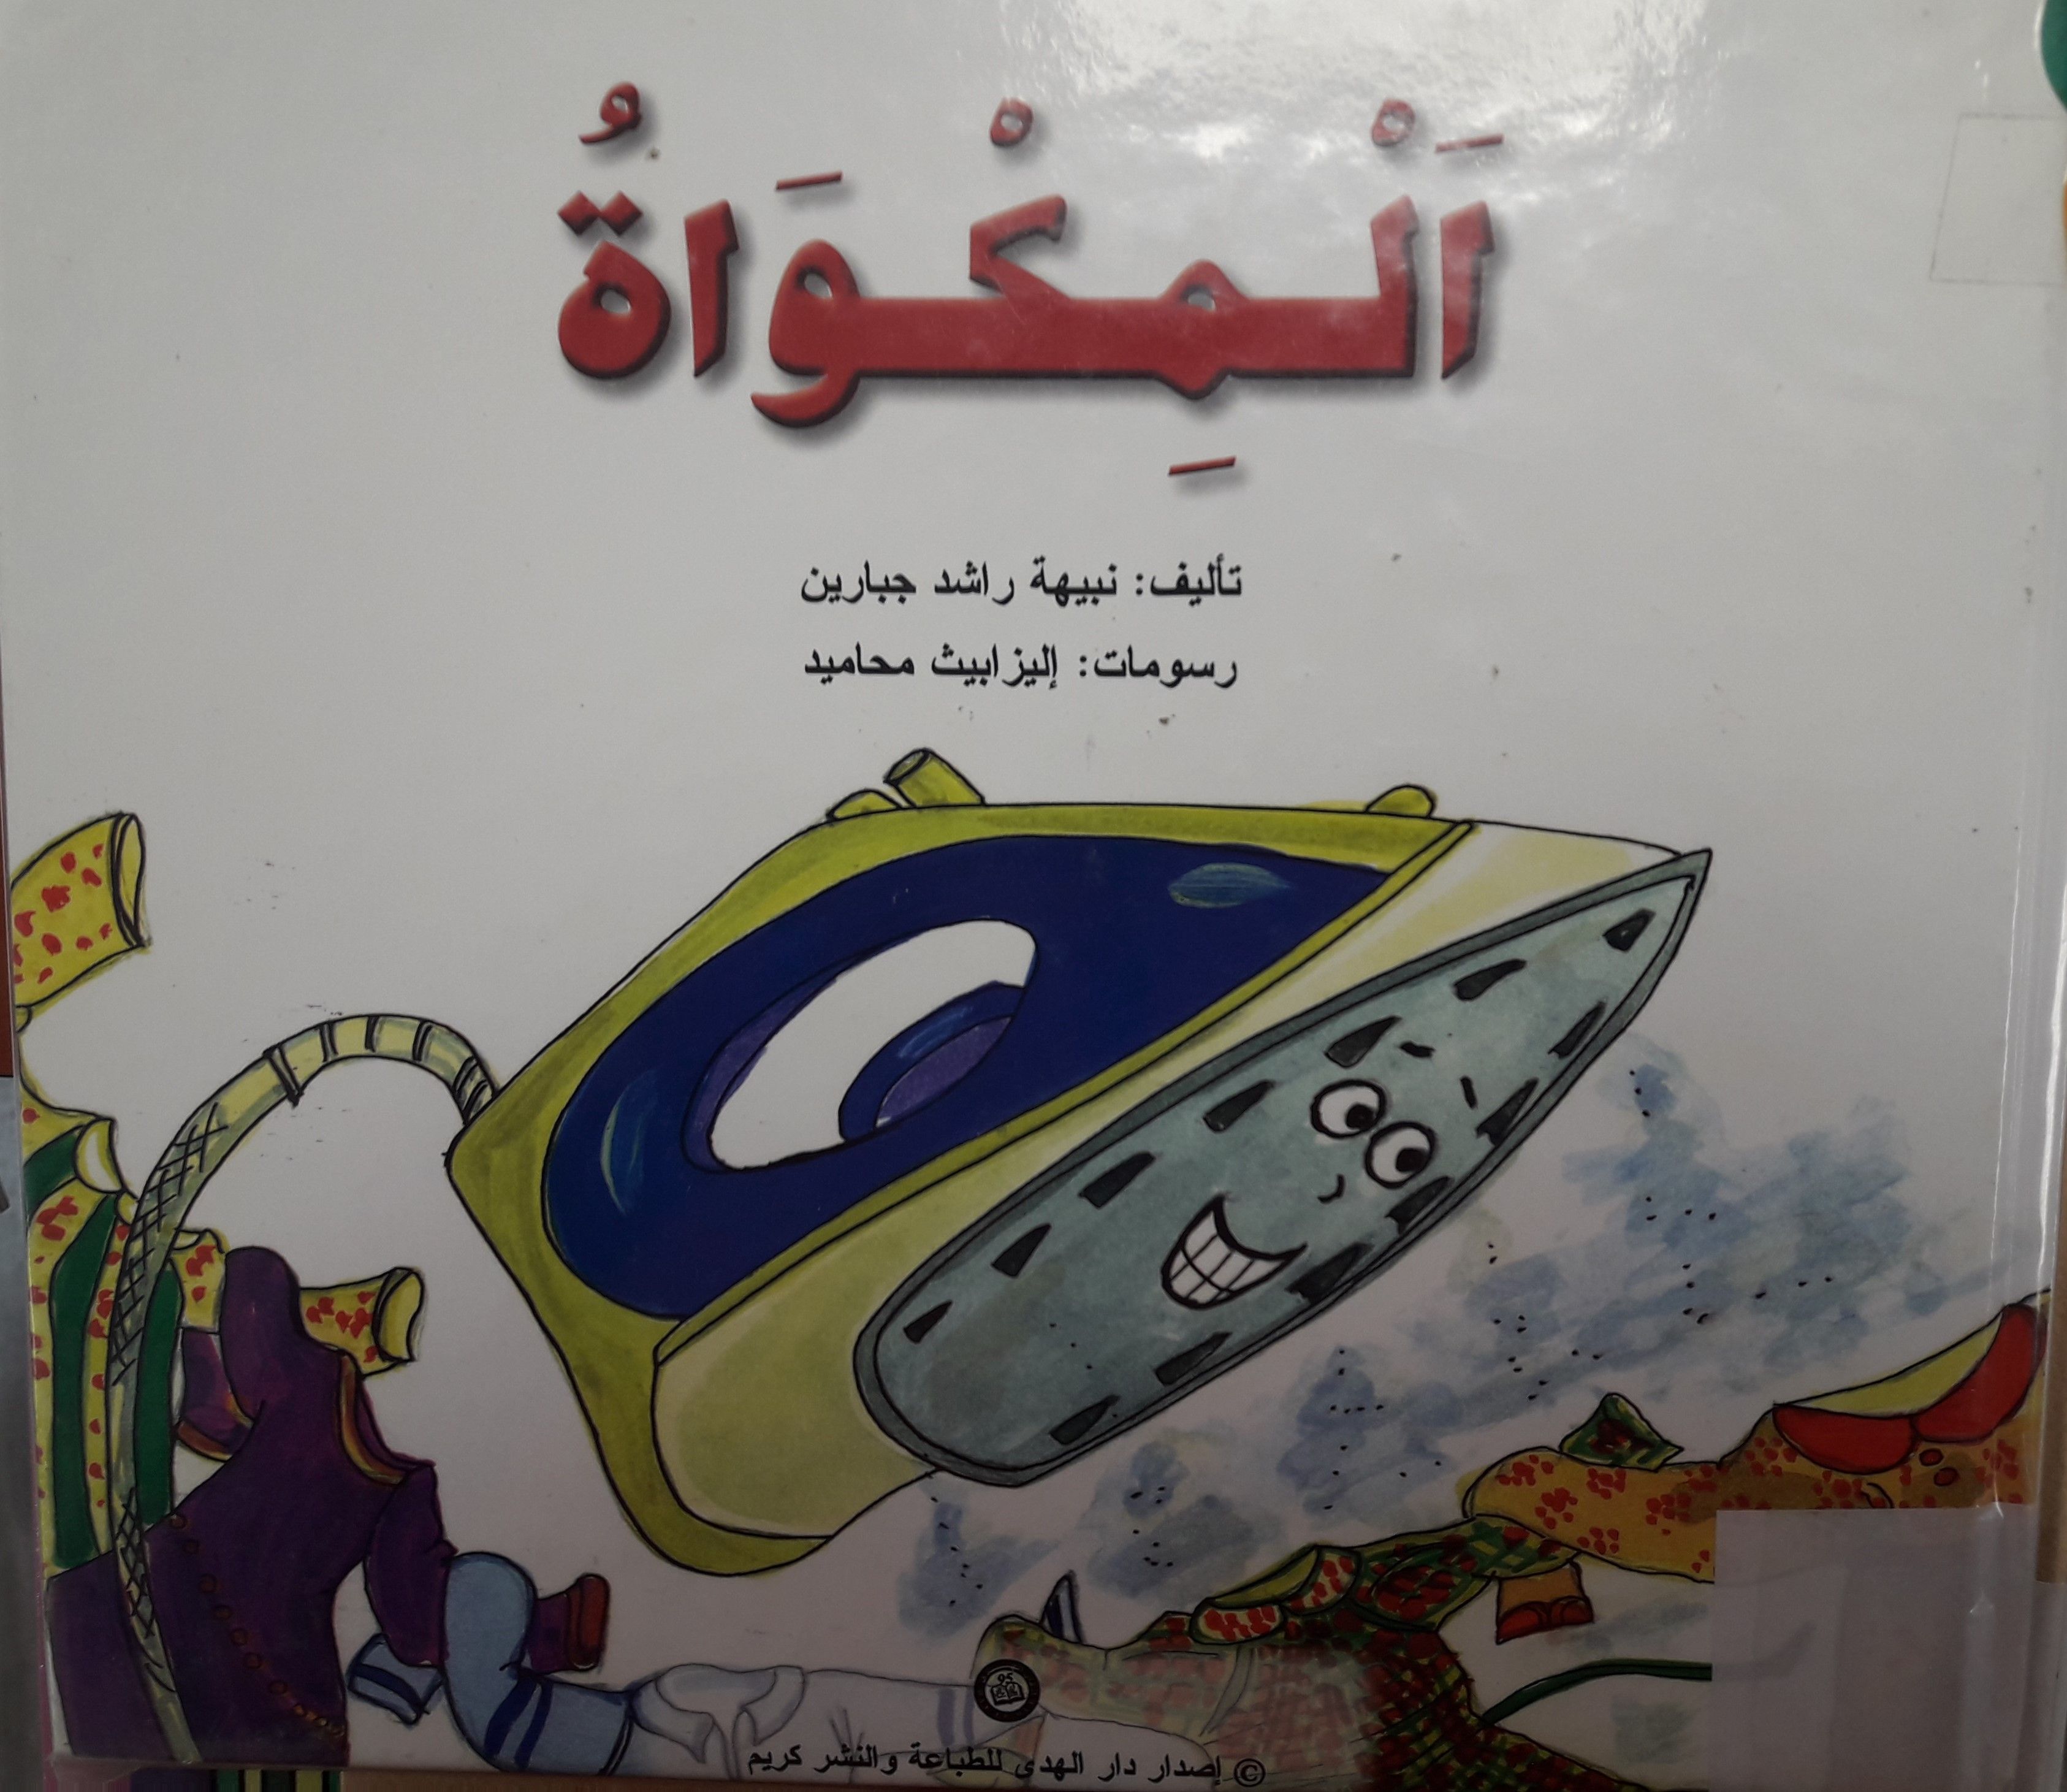 اَلْمِكْوَاةُ
تأليف: نبيهة راشد جبارين
رسومات: إليزابيث محاميد
© إصدار دار الهدى للطباعة والنشر كريم